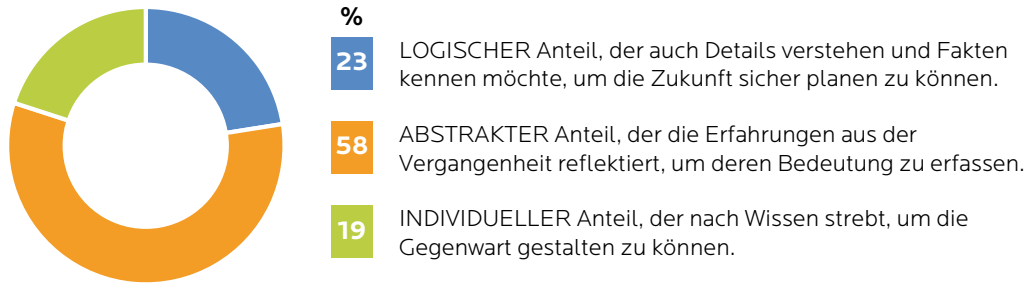 %
23
LOGISCHER Anteil, der auch Details verstehen und Fakten
kennen möchte, um die Zukunft sicher planen zu können.
58
ABSTRAKTER Anteil, der die Erfahrungen aus der
Vergangenheit reflektiert, um deren Bedeutung zu erfassen.
19
INDIVIDUELLER Anteil, der nach Wissen strebt, um die
Gegenwart gestalten zu können.